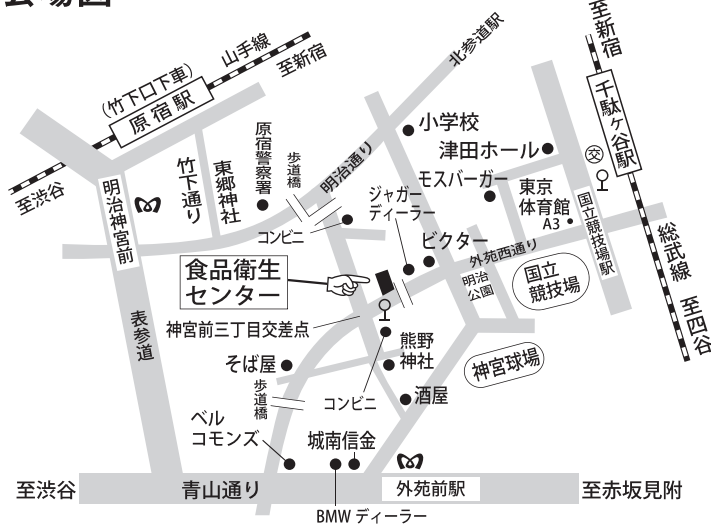 会場図
山手線
至新宿
(竹下口下車)
原宿駅
至渋谷
北参道駅
至新宿
千駄ヶ谷駅
小学校
津田ホール
交
モスバーガー
東京
体育館
A3
国立競技場駅
総武線
至四谷
明治神宮前
竹下通り
東郷神社
原宿警察署
歩道橋
明治通り
ジャガー
ディーラー
コンビニ
ビクター
外苑西通り
明治
公園
国立
競技場
食品衛生
センター
神宮前三丁目交差点
表参道
熊野
神社
神宮球場
そば屋
歩道橋
コンビニ
酒屋
ベル
コモンズ
城南信金
至渋谷
青山通り
外苑前駅
至赤坂見附
BMW ディーラー